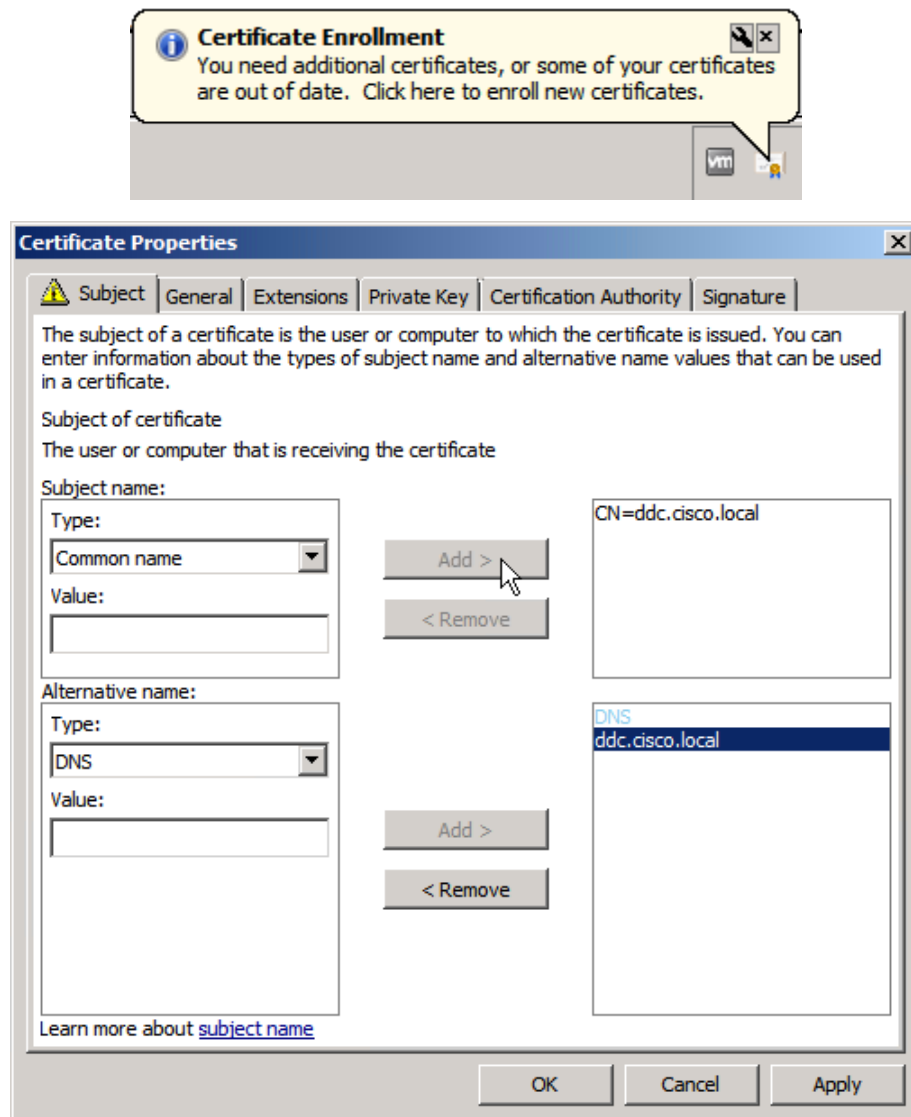 Certificate Enrollment
You need additional certificates, or some of your certificates
are out of date. Click here to enroll new certificates.
vm
Certificate Properties
Subject General Extensions Private Key Certification Authority Signature
The subject of a certificate is the user or computer to which the certificate is issued. You can
enter information about the types of subject name and alternative name values that can be used
in a certificate.
Subject of certificate
The user or computer that is receiving the certificate
Subject name:
Type:
CN=ddc.cisco.local
Common name
Add >
Value:
< Remove
Alternative name:
Type:
DNS
ddc.cisco.local
DNS
Value:
Add >
< Remove
Learn more about subject name
OK Cancel Apply